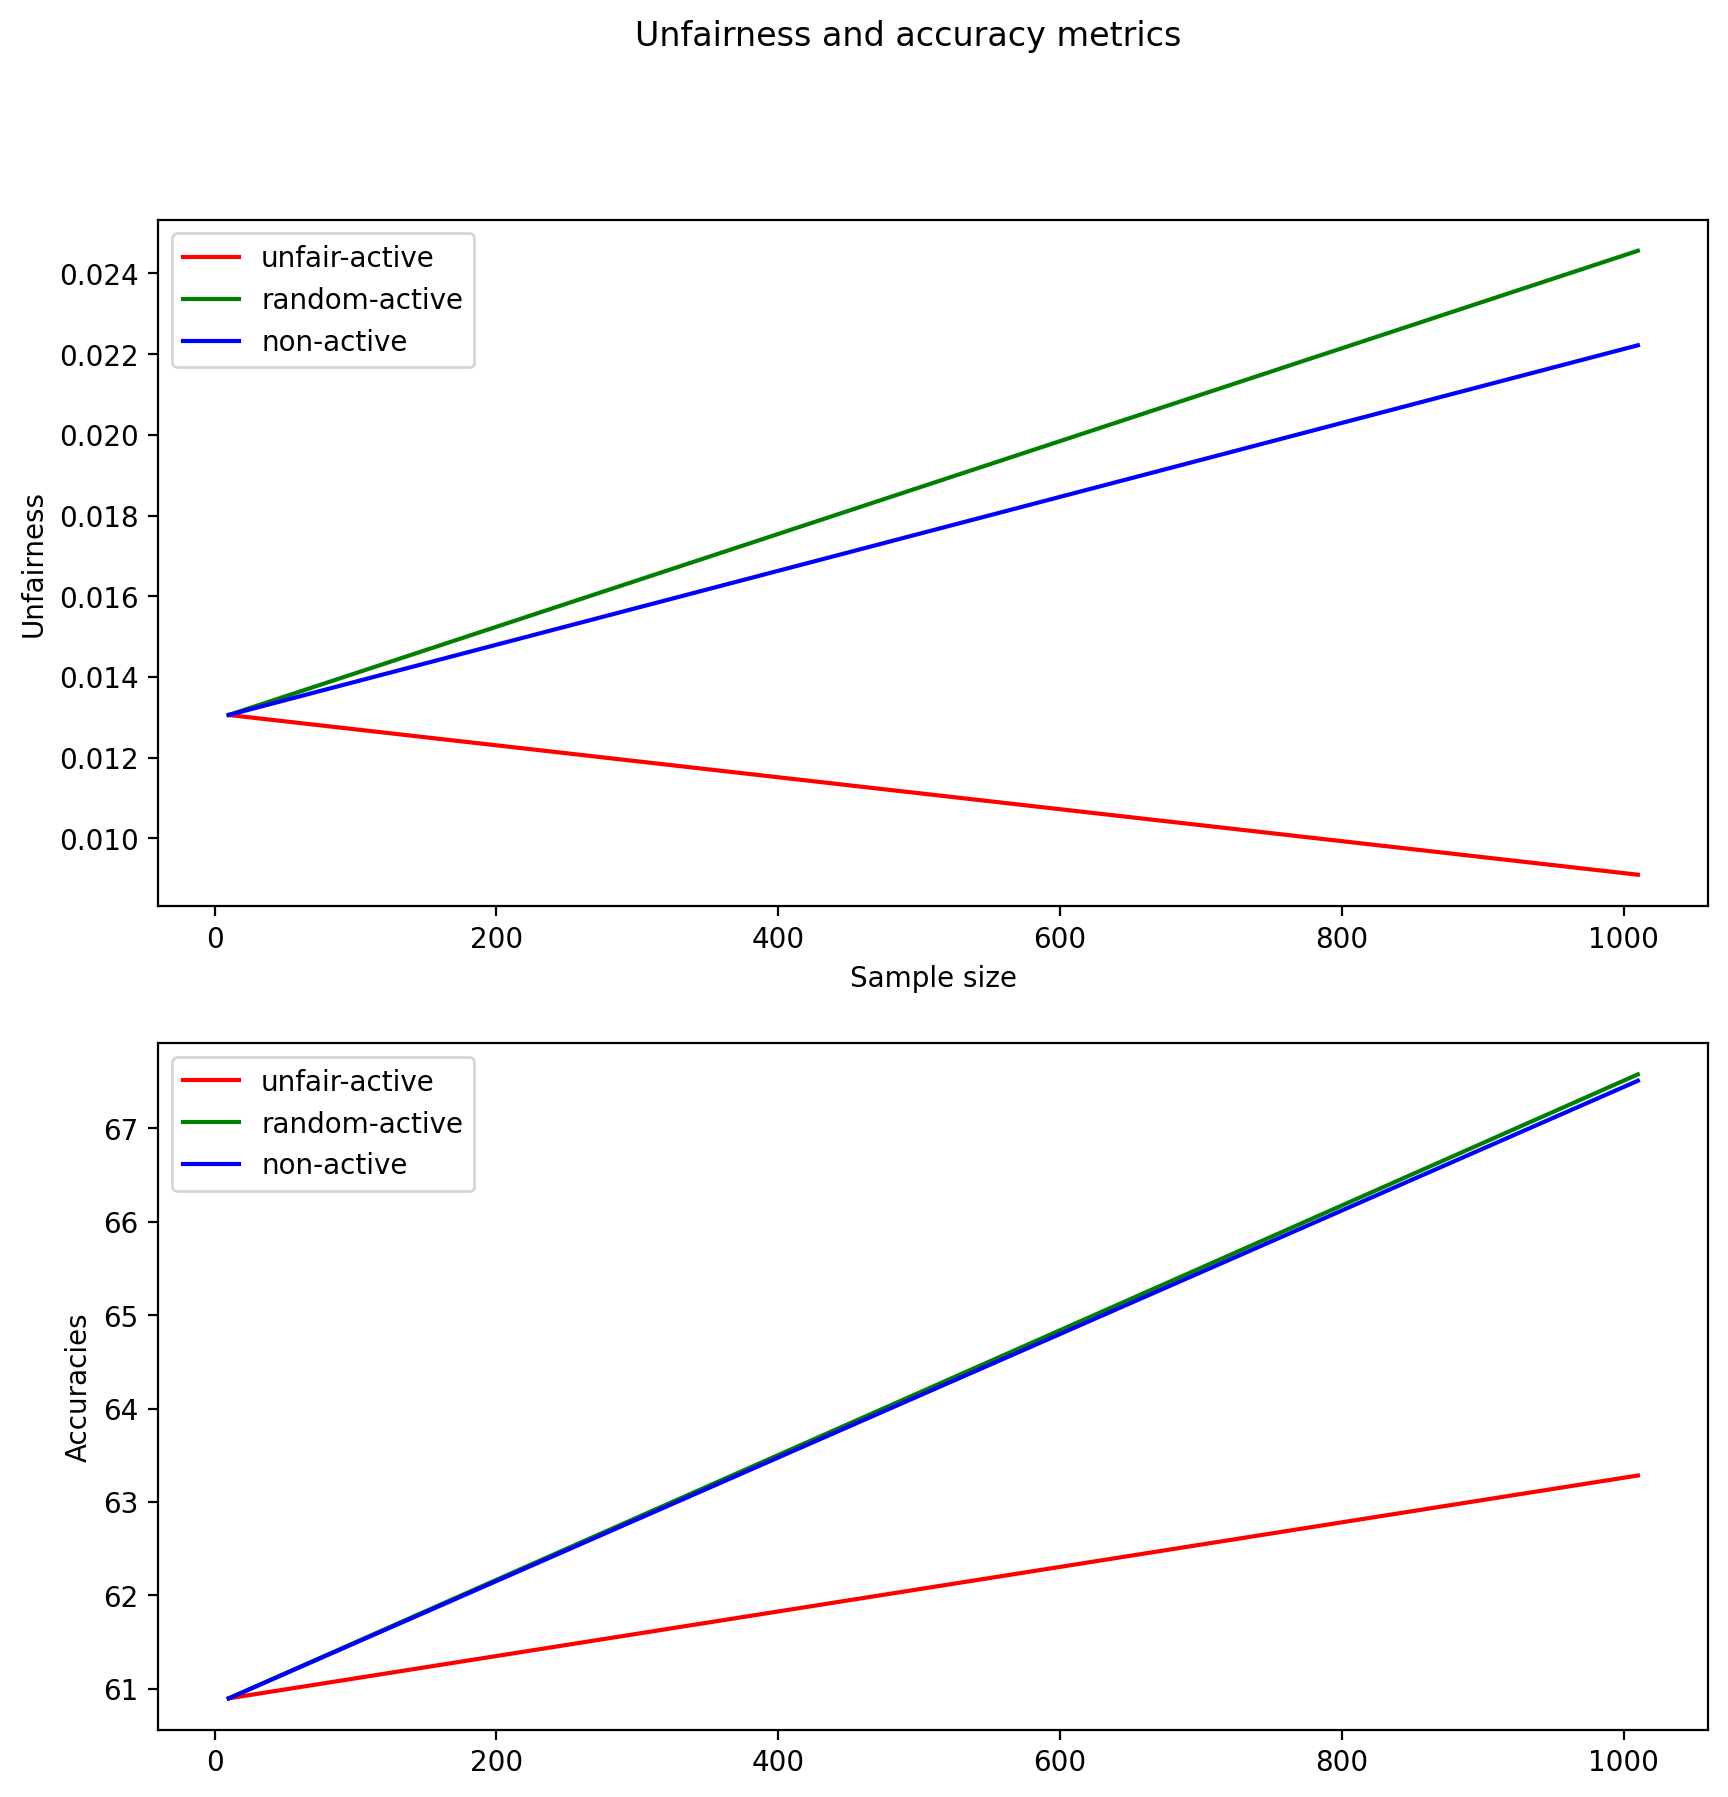 Unfairness and accuracy metrics
unfair-active
random-active
non-active
0.024
0.022
0.020
0.018
0.016
0.014
0.012
0.010
Unfairness
0 200 400 600 800 1000
Sample size
unfair-active
random-active
non-active
67
66
65
64
63
62
61
Accuracies
0 200 400 600 800 1000